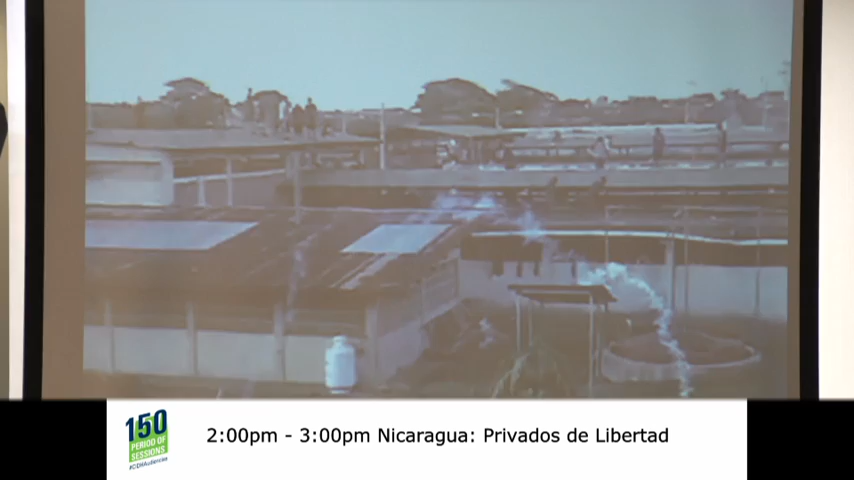 150
PERIOD OF
SESSIONS
#CIDHAudiencias
2:00pm - 3:00pm Nicaragua: Privados de Libertad